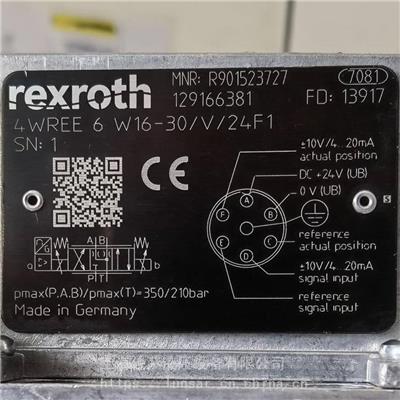 rexroth
MNR: R901523727
7081
129166381
FD: 13917
4WREE 6 W16-30/V/24F1
SN: 1
CE
±10V/4...20mA
actual position
DC +24V (UB)
0 V (UB)
reference
actual position
±10V/4...20mA
signal input
reference
signal input
F
A
B
E
C
D
A B
P T
a
b
pmax(P,A,B)/pmax(T)=350/210bar
Made in Germany